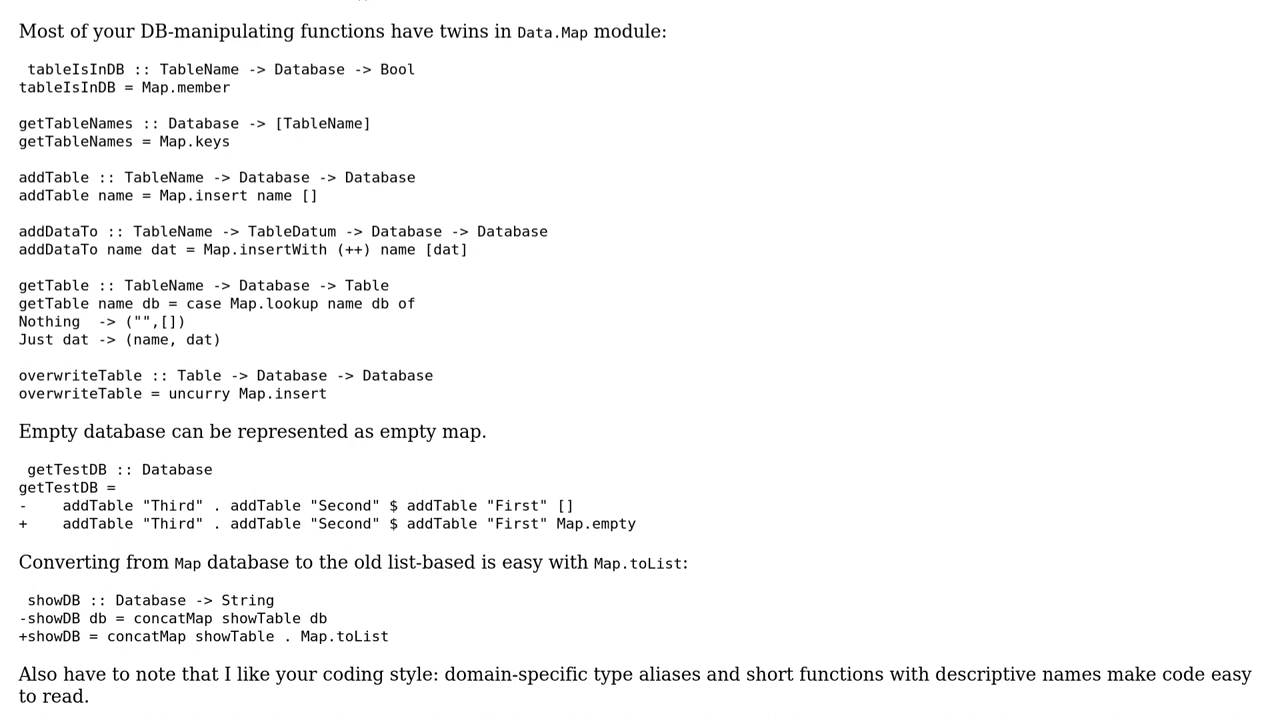 Most of your DB-manipulating functions have twins in Data.Map module:
tableIsInDB :: TableName -> Database -> Bool
tableIsInDB = Map.member
getTableNames :: Database -> [TableName]
getTableNames = Map.keys
addTable :: TableName -> Database -> Database
addTable name = Map.insert name []
addDataTo :: TableName -> TableDatum -> Database -> Database
addDataTo name dat = Map.insertWith (++) name [dat]
getTable :: TableName -> Database -> Table
getTable name db = case Map.lookup name db of
Nothing  -> ("",[])
Just dat -> (name, dat)
overwriteTable :: Table -> Database -> Database
overwriteTable = uncurry Map.insert
Empty database can be represented as empty map.
getTestDB :: Database
getTestDB =
-    addTable "Third" . addTable "Second" $ addTable "First" []
+    addTable "Third" . addTable "Second" $ addTable "First" Map.empty
Converting from Map database to the old list-based is easy with Map.toList:
showDB :: Database -> String
-showDB db = concatMap showTable db
+showDB = concatMap showTable . Map.toList
Also have to note that I like your coding style: domain-specific type aliases and short functions with descriptive names make code easy
to read.